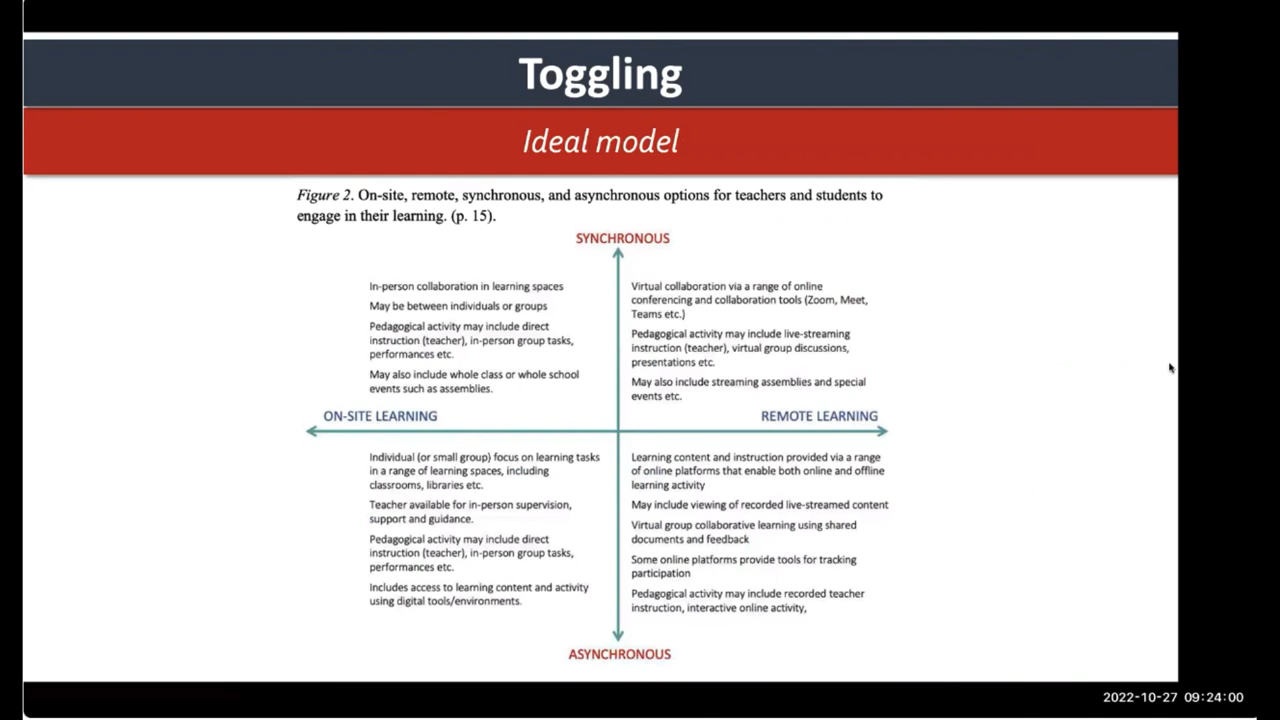 Toggling
Ideal model
Figure 2. On-site, remote, synchronous, and asynchronous options for teachers and students to
engage in their learning. (p. 15).
SYNCHRONOUS
In-person collaboration in learning spaces
May be between individuals or groups
Pedagogical activity may include direct
instruction (teacher), in-person group tasks,
performances etc.
May also include whole class or whole school
events such as assemblies.
Virtual collaboration via a range of online
conferencing and collaboration tools (Zoom, Meet,
Teams etc.)
Pedagogical activity may include live-streaming
instruction (teacher), virtual group discussions,
presentations etc.
May also include streaming assemblies and special
events etc.
ON-SITE LEARNING
REMOTE LEARNING
Individual (or small group) focus on learning tasks
in a range of learning spaces, including
classrooms, libraries etc.
Teacher available for in-person supervision,
support and guidance.
Pedagogical activity may include direct
instruction (teacher), in-person group tasks,
performances etc.
Includes access to learning content and activity
using digital tools/environments.
Learning content and instruction provided via a range
of online platforms that enable both online and offline
learning activity
May include viewing of recorded live-streamed content
Virtual group collaborative learning using shared
documents and feedback
Some online platforms provide tools for tracking
participation
Pedagogical activity may include recorded teacher
instruction, interactive online activity,
ASYNCHRONOUS
2022-10-27 09:24:00